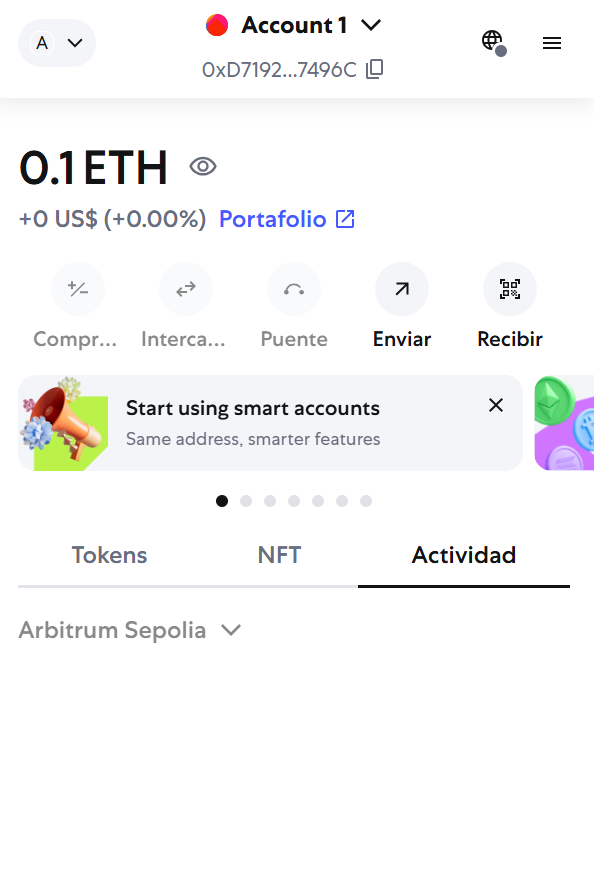 A
Account 1
0xD7192...7496C
0.1 ETH
+0 US$ (+0.00%) Portafolio
Compr... Interca... Puente Enviar Recibir
Start using smart accounts
Same address, smarter features
Tokens NFT Actividad
Arbitrum Sepolia